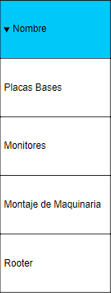 ▼ Nombre
Placas Bases
Monitores
Montaje de Maquinaria
Rooter